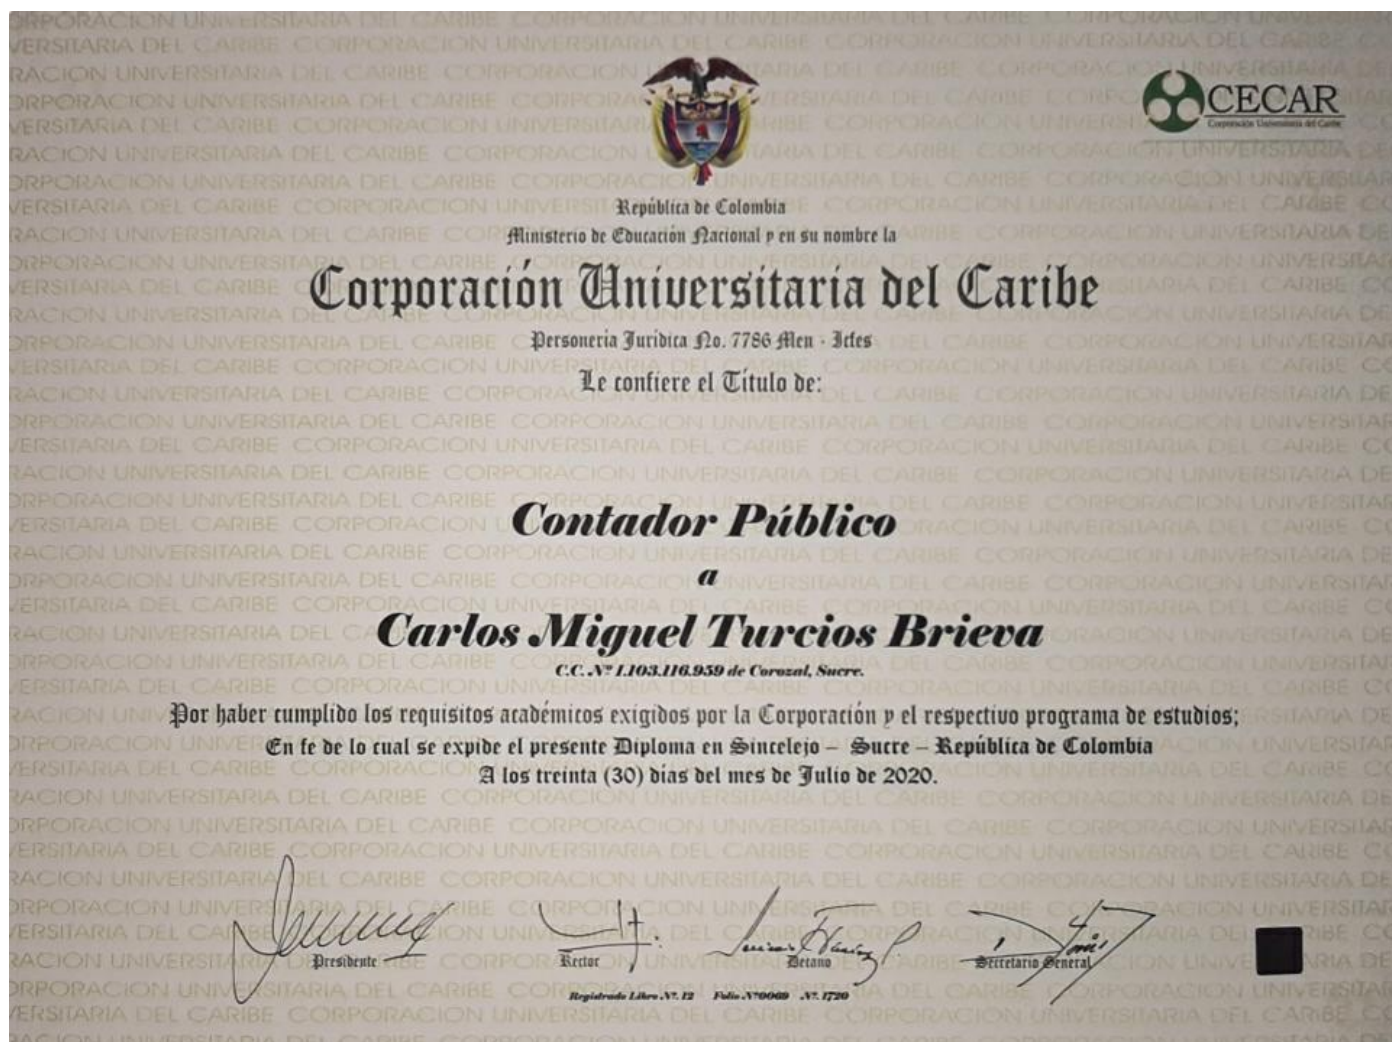 CECAR
Corporación Universitaria del Caribe
República de Colombia
Ministerio de Educación Nacional y en su nombre la
Corporación Universitaria del Caribe
Personería Jurídica No. 7786 Men - Icfes
Le confiere el Título de:
Contador Público
a
Carlos Miguel Turcios Brieva
C.C. Nº 1.103.116.959 de Corozal, Sucre.
Por haber cumplido los requisitos académicos exigidos por la Corporación y el respectivo programa de estudios;
En fe de lo cual se expide el presente Diploma en Sincelejo – Sucre – República de Colombia
A los treinta (30) días del mes de Julio de 2020.
Presidente
Rector
Decano
Secretario General
Registrado Libro Nº. 12 Folio Nº0069 Nº. 1720